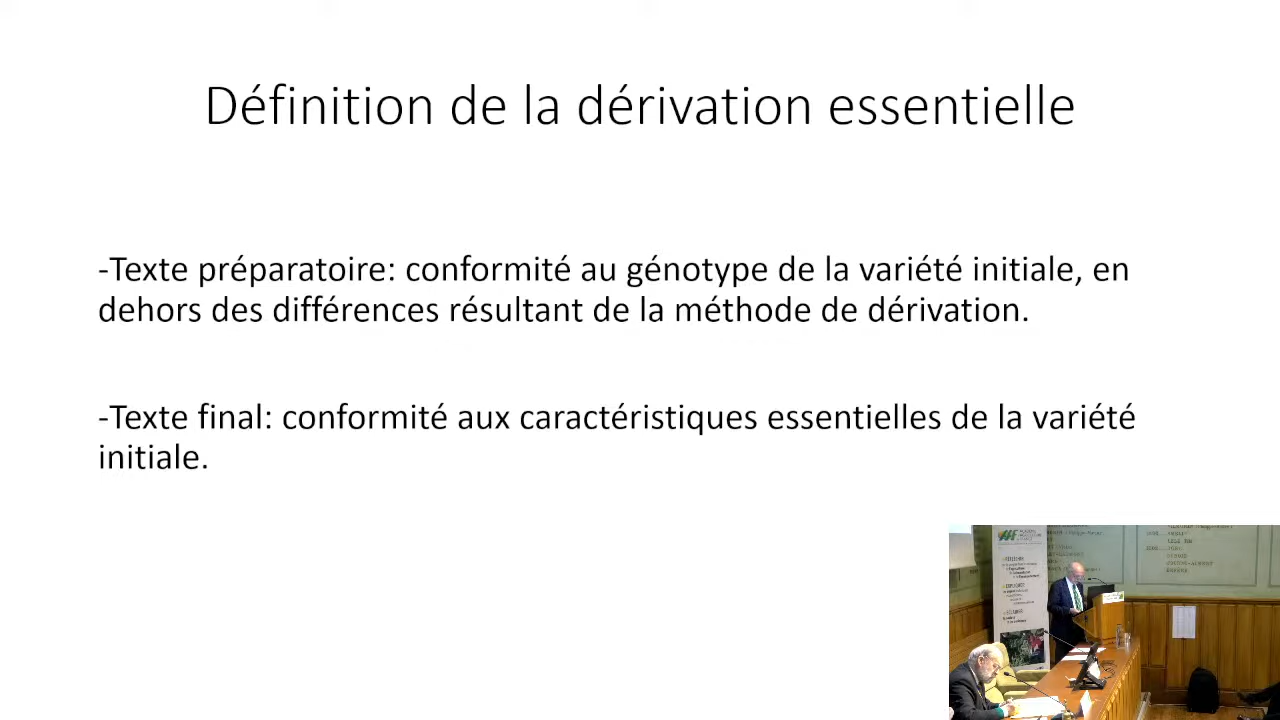 Définition de la dérivation essentielle
-Texte préparatoire: conformité au génotype de la variété initiale, en
dehors des différences résultant de la méthode de dérivation.
-Texte final: conformité aux caractéristiques essentielles de la variété
initiale.